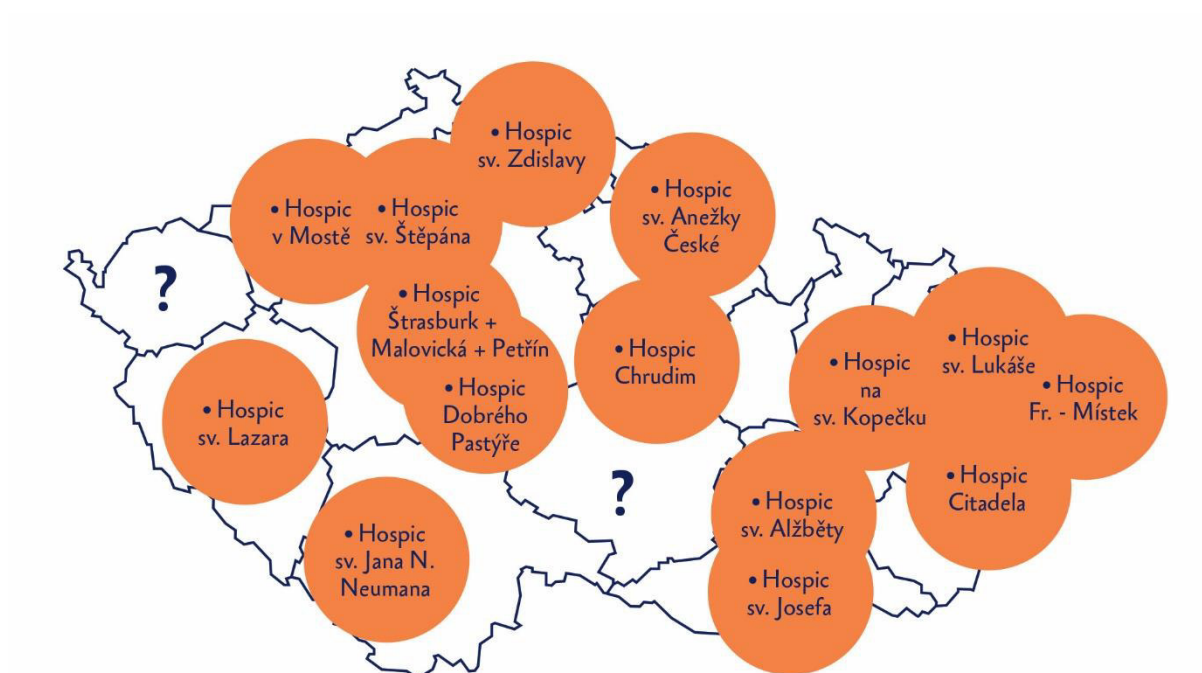 • Hospic
sv. Zdislavy
• Hospic
v Mostě
• Hospic
sv. Štěpána
• Hospic
sv. Anežky
České
?
• Hospic
Štrasburk +
Malovická + Petřín
• Hospic
Dobrého
Pastýře
• Hospic
Chrudim
• Hospic
sv. Lukáše
• Hospic
na
sv. Kopečku
• Hospic
Fr. - Místek
• Hospic
sv. Lazara
?
• Hospic
Citadela
• Hospic
sv. Alžběty
• Hospic
sv. Jana N.
Neumana
• Hospic
sv. Josefa